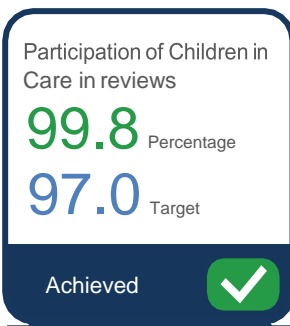 Participation of Children in
Care in reviews
99.8 Percentage
97.0 Target
Achieved